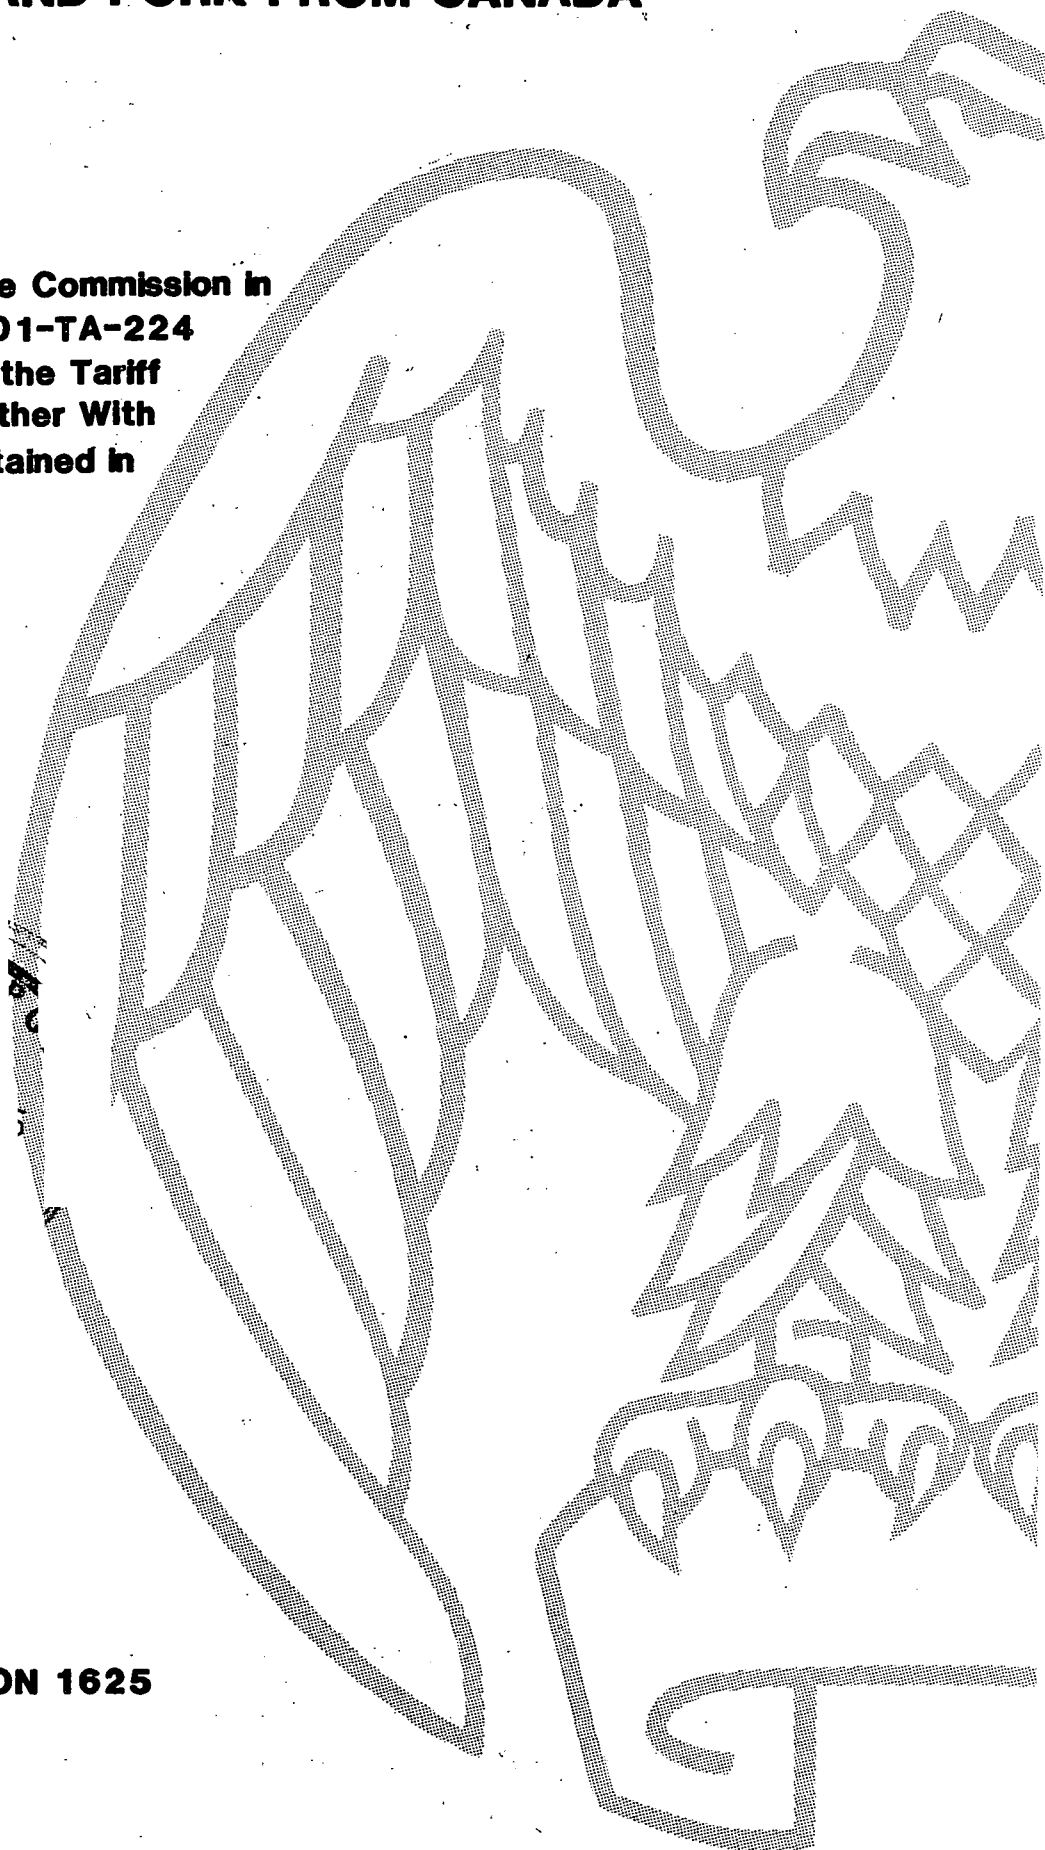 AND PORK FROM CANADA
e Commission in
01-TA-224
the Tariff
ther With
tained in
ON 1625